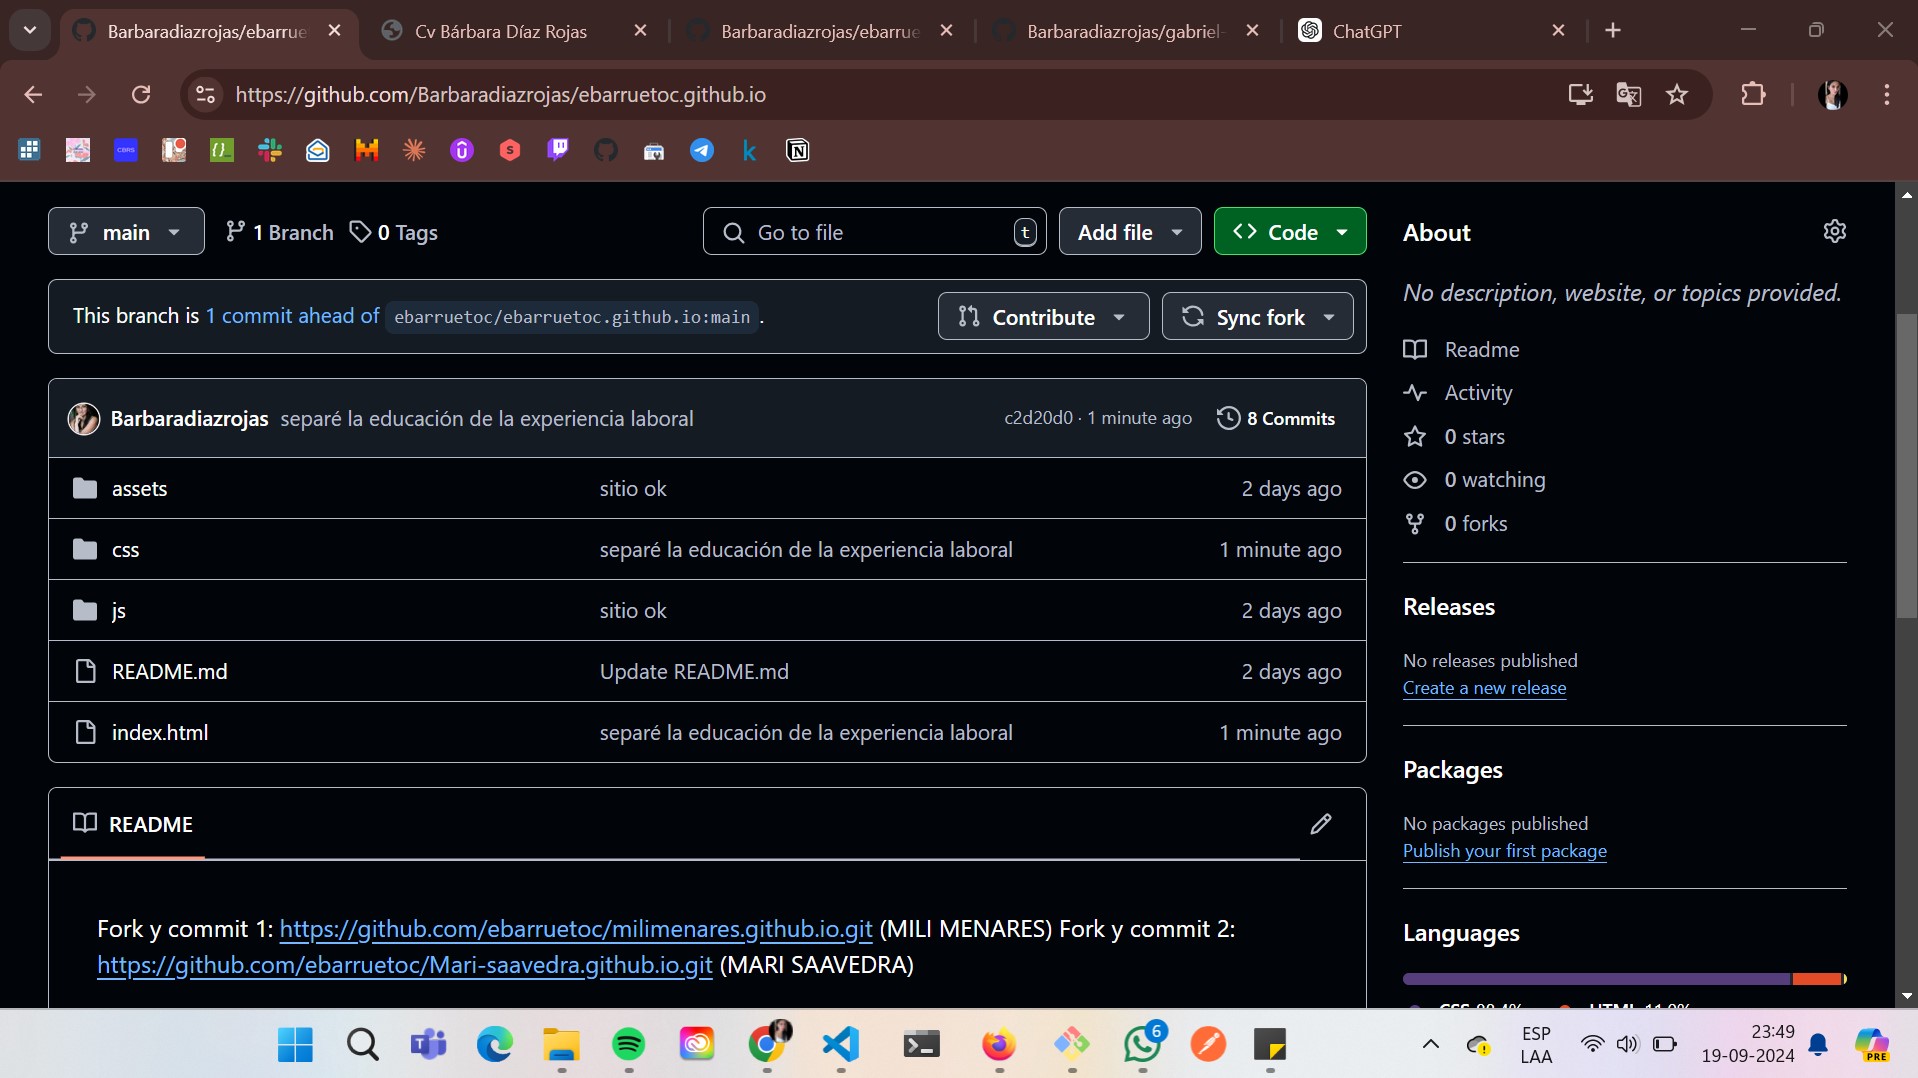 Barbaradiazrojas/ebarrue
Cv Bárbara Díaz Rojas
Barbaradiazrojas/ebarrue
Barbaradiazrojas/gabriel-
ChatGPT
https://github.com/Barbaradiazrojas/ebarruetoc.github.io
CBRS
main
1 Branch
0 Tags
Go to file
t
Add file
Code
This branch is 1 commit ahead of ebarruetoc/ebarruetoc.github.io:main .
Contribute
Sync fork
Barbaradiazrojas separé la educación de la experiencia laboral
c2d20d0 · 1 minute ago
8 Commits
assets sitio ok 2 days ago
css separé la educación de la experiencia laboral 1 minute ago
js sitio ok 2 days ago
README.md Update README.md 2 days ago
index.html separé la educación de la experiencia laboral 1 minute ago
README
Fork y commit 1: https://github.com/ebarruetoc/milimenares.github.io.git (MILI MENARES) Fork y commit 2:
https://github.com/ebarruetoc/Mari-saavedra.github.io.git (MARI SAAVEDRA)
About
No description, website, or topics provided.
Readme
Activity
0 stars
0 watching
0 forks
Releases
No releases published
Create a new release
Packages
No packages published
Publish your first package
Languages
6
ESP
LAA
23:49
19-09-2024
PRE